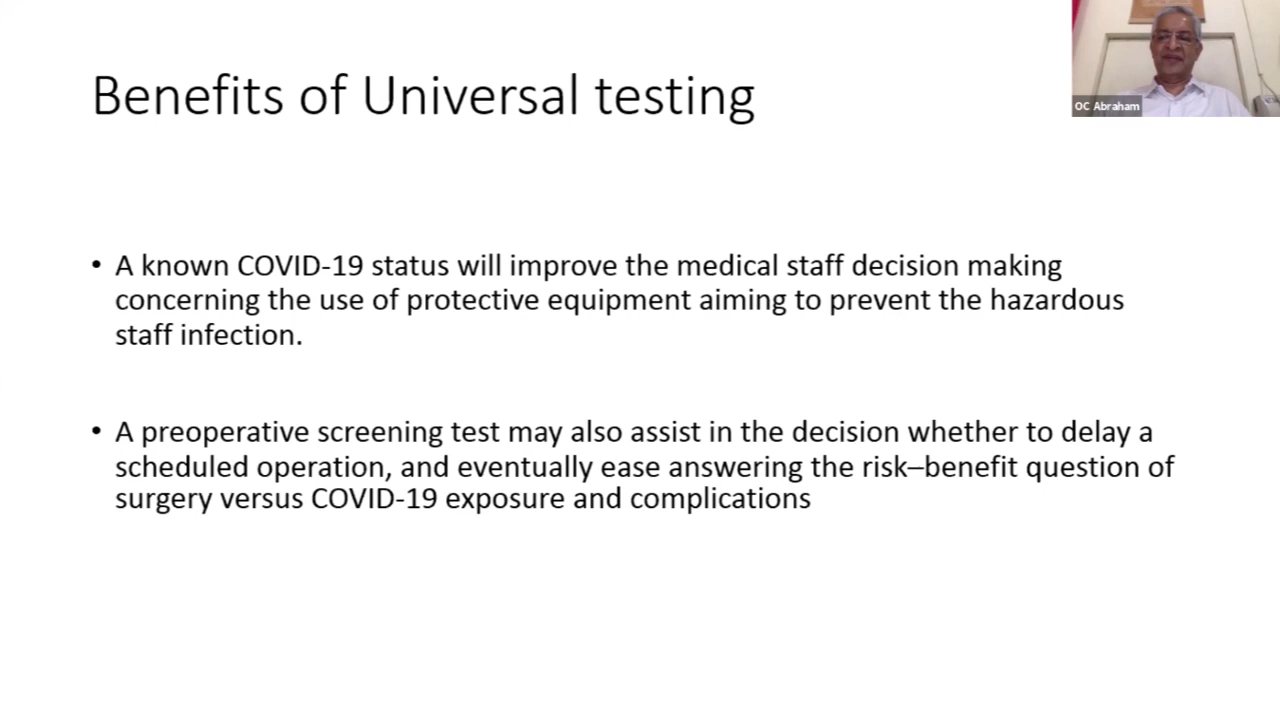 Benefits of Universal testing
OC Abraham
• A known COVID-19 status will improve the medical staff decision making
concerning the use of protective equipment aiming to prevent the hazardous
staff infection.
• A preoperative screening test may also assist in the decision whether to delay a
scheduled operation, and eventually ease answering the risk–benefit question of
surgery versus COVID-19 exposure and complications